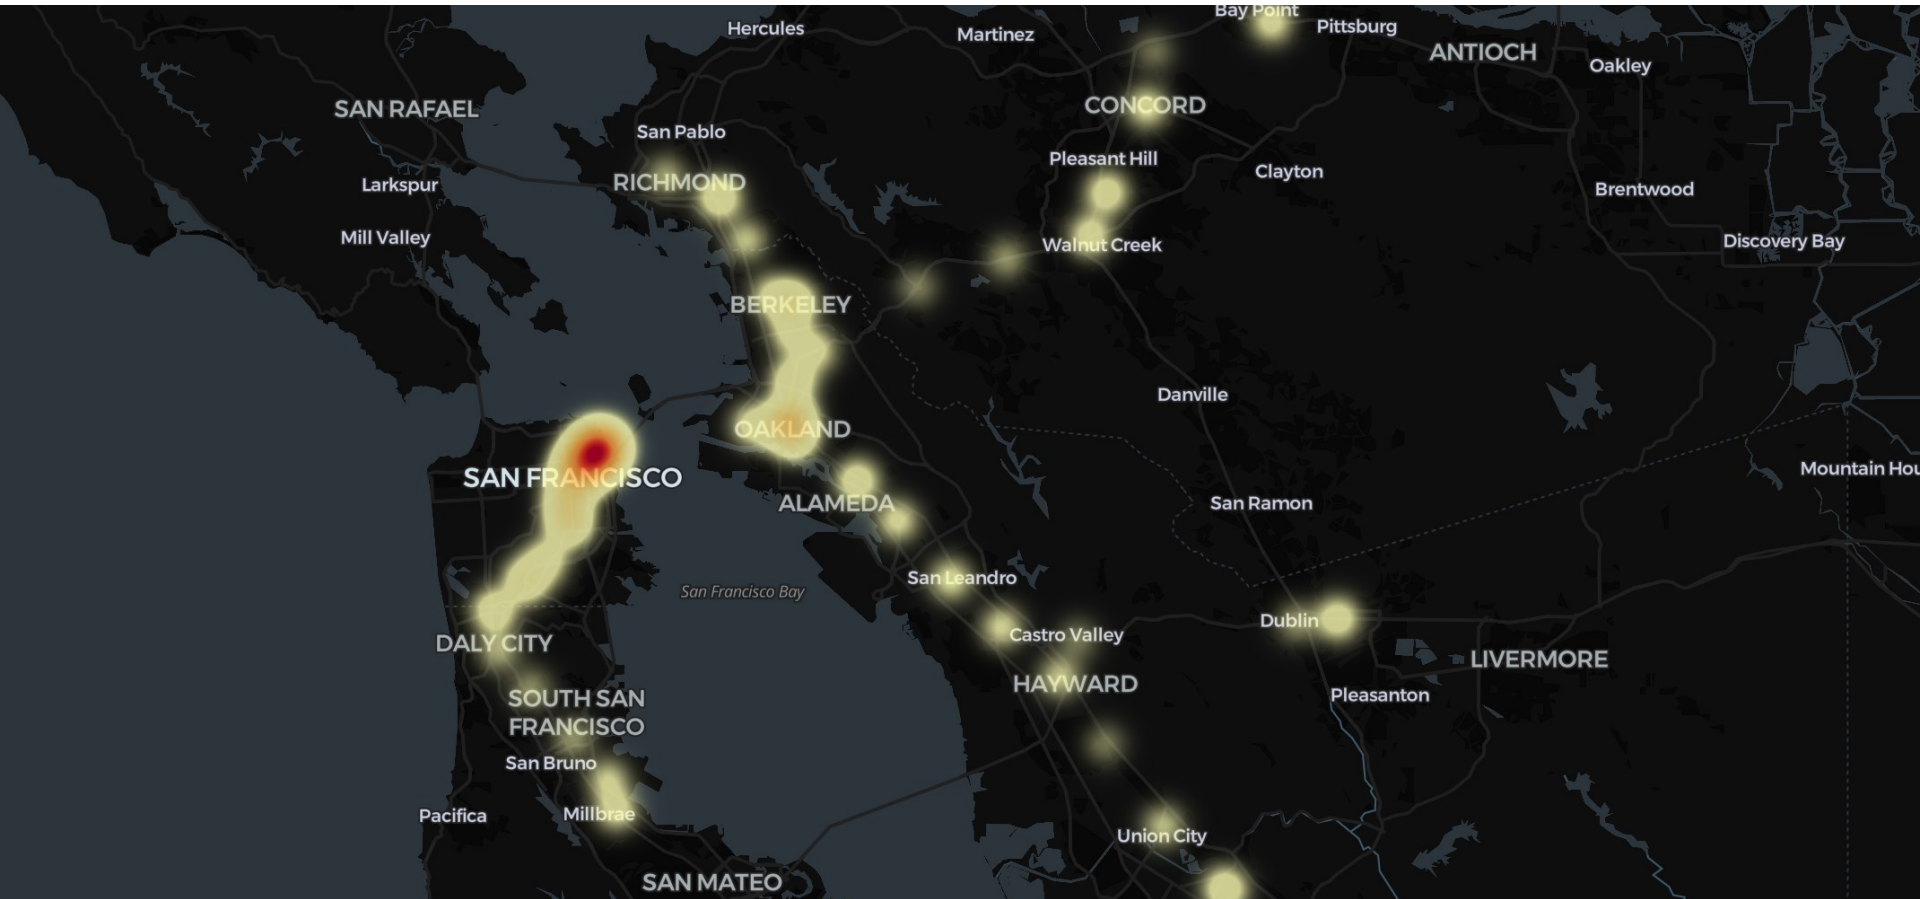 Bay Point
Hercules
Martinez
Pittsburg
ANTIOCH
Oakley
CONCORD
SAN RAFAEL
San Pablo
Pleasant Hill
Clayton
Larkspur
RICHMOND
Brentwood
Mill Valley
Walnut Creek
Discovery Bay
BERKELEY
Danville
OAKLAND
SAN FRANCISCO
Mountain Hou
ALAMEDA
San Ramon
San Leandro
San Francisco Bay
Dublin
Castro Valley
DALY CITY
LIVERMORE
HAYWARD
Pleasanton
SOUTH SAN
FRANCISCO
San Bruno
Pacifica
Millbrae
Union City
SAN MATEO